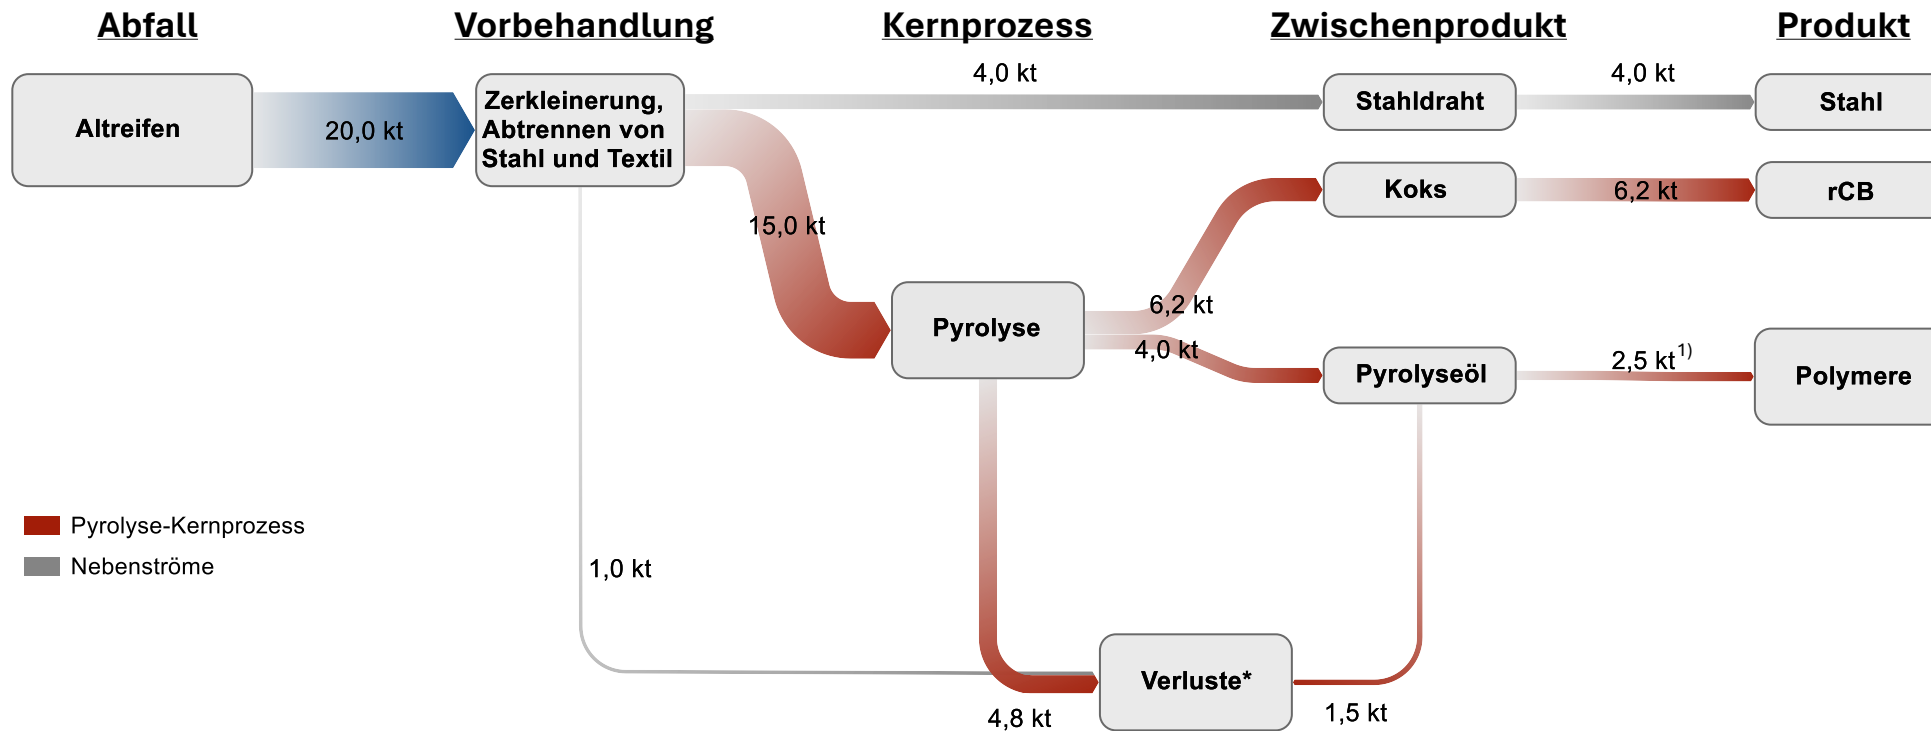 Abfall
Vorbehandlung
Kernprozess
Zwischenprodukt
Produkt
Altreifen
20,0 kt
Zerkleinerung,
Abtrennen von
Stahl und Textil
4,0 kt
Stahldraht
4,0 kt
Stahl
15,0 kt
Koks
6,2 kt
rCB
Pyrolyse
6,2 kt
4,0 kt
Pyrolyseöl
2,5 kt1)
Polymere
Pyrolyse-Kernprozess
Nebenströme
1,0 kt
4,8 kt
Verluste*
1,5 kt